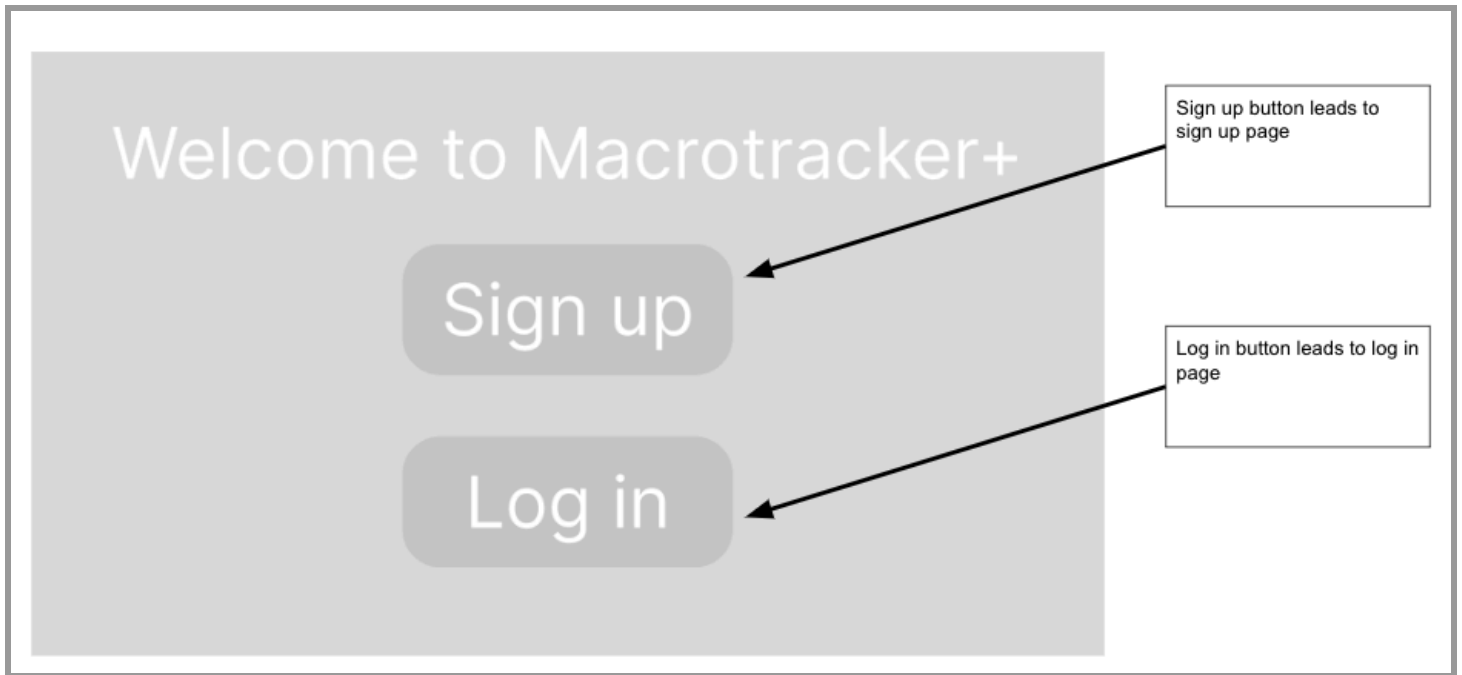 Welcome to Macrotracker+
Sign up button leads to
sign up page
Sign up
Log in button leads to log in
page
Log in